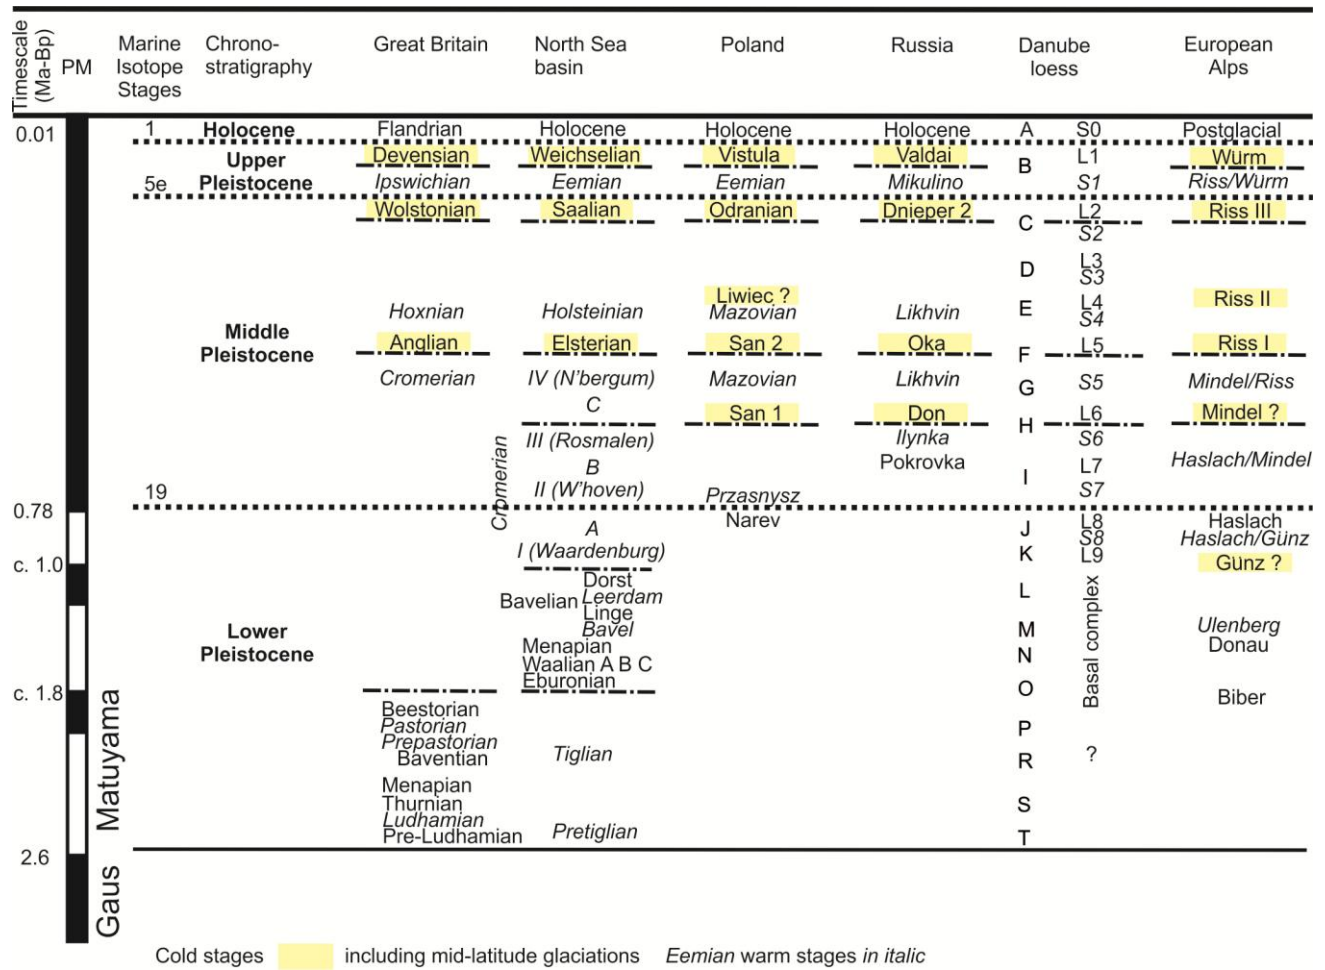 Timescale (Ma-Bp)
PM
Marine Isotope Stages
Chrono-stratigraphy
Great Britain
North Sea basin
Poland
Russia
Danube loess
European Alps
0.01
1 Holocene Flandrian Holocene Holocene Holocene A S0 Postglacial
Upper Pleistocene
Devensian Weichselian Vistula Valdai B L1 Würm
5e Ipswichian Eemian Eemian Mikulino S1 Riss/Würm
Wolstonian Saalian Odranian Dnieper 2 C L2 Riss III
S2
D L3
S3
Liwiec ? E L4 Riss II
Hoxnian Holsteinian Mazovian Likhvin S4
Middle Pleistocene
Anglian Elsterian San 2 Oka F L5 Riss I
Cromerian IV (N'bergum) Mazovian Likhvin G S5 Mindel/Riss
C San 1 Don H L6 Mindel ?
III (Rosmalen) Ilynka S6
Cromerian
B Pokrovka I L7 Haslach/Mindel
19 II (W'hoven) Przasnysz S7
0.78
Narev L8 Haslach
A J S8 Haslach/Günz
I (Waardenburg) K L9
c. 1.0 Günz ?
Dorst
Bavelian Leerdam L
Linge
Bavel M Ulenberg
Lower Pleistocene
Menapian Donau
Waalian A B C N
Eburonian
Basal complex
c. 1.8 O Biber
Beestorian
Pastorian P
Prepastorian
Baventian Tiglian R ?
Menapian
Thurnian S
Ludhamian
Pre-Ludhamian Pretiglian T
2.6
Matuyama
Gaus
Cold stages including mid-latitude glaciations Eemian warm stages in italic